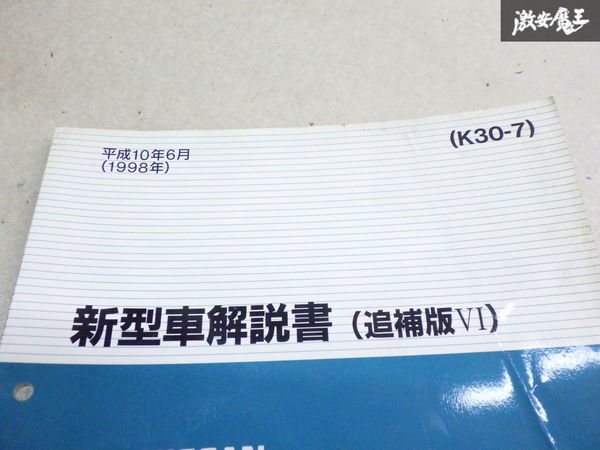 激安魔王
平成10年6月
(1998年)
(K30-7)
新型車解説書(追補版VI)